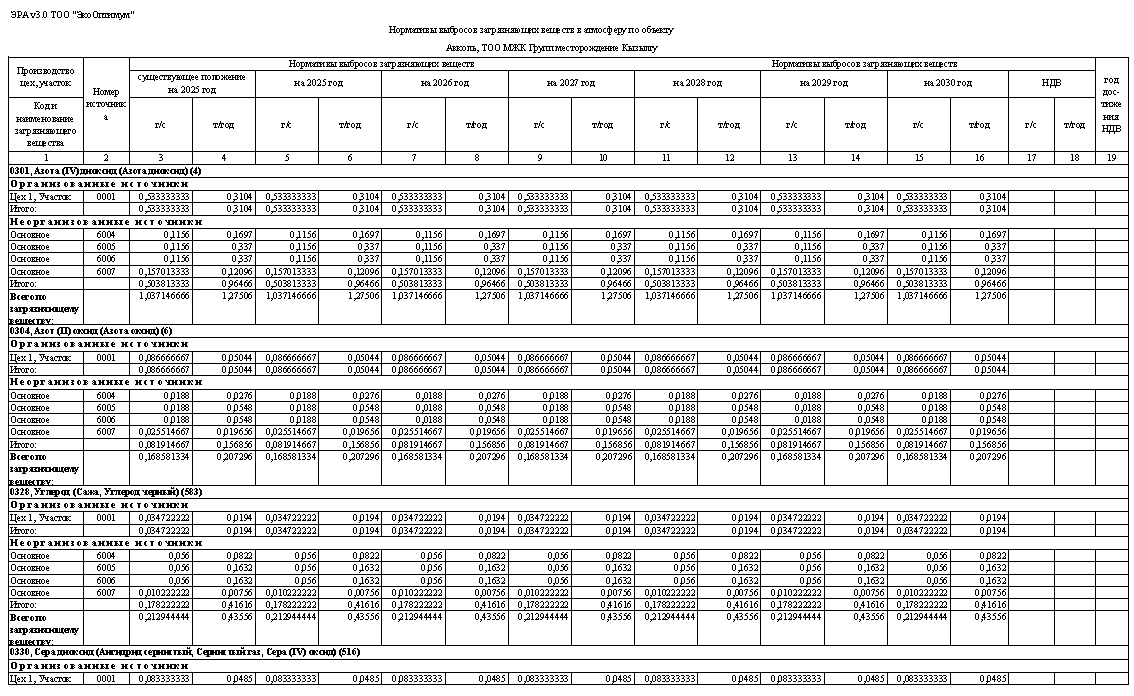 ЭРА v3.0 ТОО "ЭкоОптимум"
Нормативы выбросов загрязняющих веществ в атмосферу по объекту
Акколь, ТОО МЖК Групп месторождение Кызылту
Производство цех, участок Номер источника Нормативы выбросов загрязняющих веществ Нормативы выбросов загрязняющих веществ год достиже ния НДВ
существующее положение на 2025 год на 2025 год на 2026 год на 2027 год на 2028 год на 2029 год на 2030 год НДВ
Код и наименование загрязняющего вещества г/с т/год г/с т/год г/с т/год г/с т/год г/с т/год г/с т/год г/с т/год г/с т/год
1 2 3 4 5 6 7 8 9 10 11 12 13 14 15 16 17 18 19
0301, Азота (IV) диоксид (Азота диоксид) (4)
Организованные источники
Цех 1, Участок 0001 0,533333333 0,3104 0,533333333 0,3104 0,533333333 0,3104 0,533333333 0,3104 0,533333333 0,3104 0,533333333 0,3104 0,533333333 0,3104
Итого: 0,533333333 0,3104 0,533333333 0,3104 0,533333333 0,3104 0,533333333 0,3104 0,533333333 0,3104 0,533333333 0,3104 0,533333333 0,3104
Неорганизованные источники
Основное 6004 0,1156 0,1697 0,1156 0,1697 0,1156 0,1697 0,1156 0,1697 0,1156 0,1697 0,1156 0,1697 0,1156 0,1697
Основное 6005 0,1156 0,337 0,1156 0,337 0,1156 0,337 0,1156 0,337 0,1156 0,337 0,1156 0,337 0,1156 0,337
Основное 6006 0,1156 0,337 0,1156 0,337 0,1156 0,337 0,1156 0,337 0,1156 0,337 0,1156 0,337 0,1156 0,337
Основное 6007 0,157013333 0,12096 0,157013333 0,12096 0,157013333 0,12096 0,157013333 0,12096 0,157013333 0,12096 0,157013333 0,12096 0,157013333 0,12096
Итого: 0,503813333 0,96466 0,503813333 0,96466 0,503813333 0,96466 0,503813333 0,96466 0,503813333 0,96466 0,503813333 0,96466 0,503813333 0,96466
Всего по 1,037146666 1,27506 1,037146666 1,27506 1,037146666 1,27506 1,037146666 1,27506 1,037146666 1,27506 1,037146666 1,27506 1,037146666 1,27506
загрязняющему
веществу:
0304, Азот (II) оксид (Азота оксид) (6)
Организованные источники
Цех 1, Участок 0001 0,086666667 0,05044 0,086666667 0,05044 0,086666667 0,05044 0,086666667 0,05044 0,086666667 0,05044 0,086666667 0,05044 0,086666667 0,05044
Итого: 0,086666667 0,05044 0,086666667 0,05044 0,086666667 0,05044 0,086666667 0,05044 0,086666667 0,05044 0,086666667 0,05044 0,086666667 0,05044
Неорганизованные источники
Основное 6004 0,0188 0,0276 0,0188 0,0276 0,0188 0,0276 0,0188 0,0276 0,0188 0,0276 0,0188 0,0276 0,0188 0,0276
Основное 6005 0,0188 0,0548 0,0188 0,0548 0,0188 0,0548 0,0188 0,0548 0,0188 0,0548 0,0188 0,0548 0,0188 0,0548
Основное 6006 0,0188 0,0548 0,0188 0,0548 0,0188 0,0548 0,0188 0,0548 0,0188 0,0548 0,0188 0,0548 0,0188 0,0548
Основное 6007 0,025514667 0,019656 0,025514667 0,019656 0,025514667 0,019656 0,025514667 0,019656 0,025514667 0,019656 0,025514667 0,019656 0,025514667 0,019656
Итого: 0,081914667 0,156856 0,081914667 0,156856 0,081914667 0,156856 0,081914667 0,156856 0,081914667 0,156856 0,081914667 0,156856 0,081914667 0,156856
Всего по 0,168581334 0,207296 0,168581334 0,207296 0,168581334 0,207296 0,168581334 0,207296 0,168581334 0,207296 0,168581334 0,207296 0,168581334 0,207296
загрязняющему
веществу:
0328, Углерод (Сажа, Углерод черный) (583)
Организованные источники
Цех 1, Участок 0001 0,034722222 0,0194 0,034722222 0,0194 0,034722222 0,0194 0,034722222 0,0194 0,034722222 0,0194 0,034722222 0,0194 0,034722222 0,0194
Итого: 0,034722222 0,0194 0,034722222 0,0194 0,034722222 0,0194 0,034722222 0,0194 0,034722222 0,0194 0,034722222 0,0194 0,034722222 0,0194
Неорганизованные источники
Основное 6004 0,056 0,0822 0,056 0,0822 0,056 0,0822 0,056 0,0822 0,056 0,0822 0,056 0,0822 0,056 0,0822
Основное 6005 0,056 0,1632 0,056 0,1632 0,056 0,1632 0,056 0,1632 0,056 0,1632 0,056 0,1632 0,056 0,1632
Основное 6006 0,056 0,1632 0,056 0,1632 0,056 0,1632 0,056 0,1632 0,056 0,1632 0,056 0,1632 0,056 0,1632
Основное 6007 0,010222222 0,00756 0,010222222 0,00756 0,010222222 0,00756 0,010222222 0,00756 0,010222222 0,00756 0,010222222 0,00756 0,010222222 0,00756
Итого: 0,178222222 0,41616 0,178222222 0,41616 0,178222222 0,41616 0,178222222 0,41616 0,178222222 0,41616 0,178222222 0,41616 0,178222222 0,41616
Всего по 0,212944444 0,43556 0,212944444 0,43556 0,212944444 0,43556 0,212944444 0,43556 0,212944444 0,43556 0,212944444 0,43556 0,212944444 0,43556
загрязняющему
веществу:
0330, Сера диоксид (Ангидрид сернистый, Сернистый газ, Сера (IV) оксид) (516)
Организованные источники
Цех 1, Участок 0001 0,083333333 0,0485 0,083333333 0,0485 0,083333333 0,0485 0,083333333 0,0485 0,083333333 0,0485 0,083333333 0,0485 0,083333333 0,0485